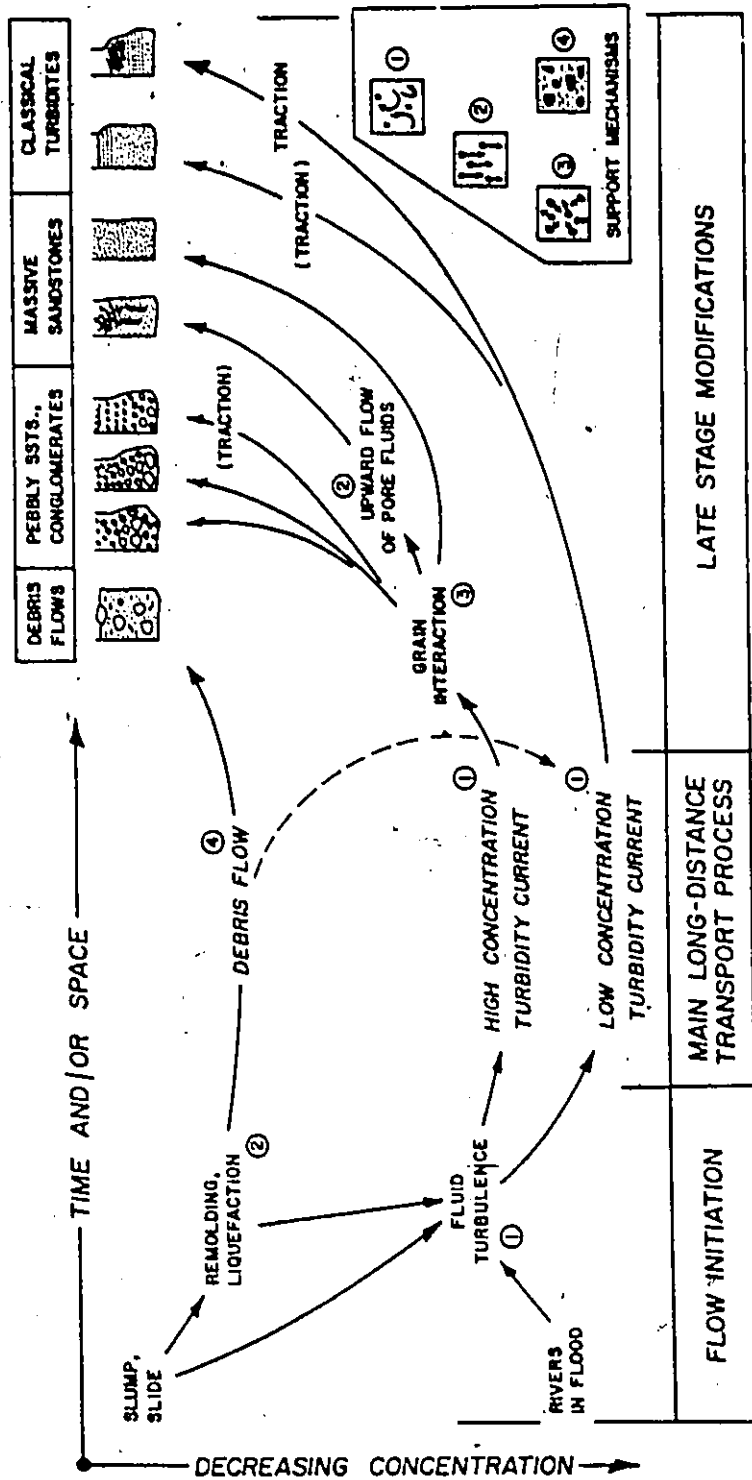 TIME AND/OR SPACE
DECREASING CONCENTRATION
DEBRIS
FLOWS
PEBBLY SSTS.,
CONGLOMERATES
MASSIVE
SANDSTONES
CLASSICAL
TURBIDITES
SLUMP,
SLIDE
REMOLDING,
LIQUEFACTION
②
④
DEBRIS FLOW
(TRACTION)
②
UPWARD FLOW
OF PORE FLUIDS
(TRACTION)
TRACTION
GRAIN
INTERACTION
③
RIVERS
IN FLOOD
FLUID
TURBULENCE
①
①
HIGH CONCENTRATION
TURBIDITY CURRENT
①
LOW CONCENTRATION
TURBIDITY CURRENT
①
②
③
④
SUPPORT MECHANISMS
FLOW INITIATION
MAIN LONG-DISTANCE
TRANSPORT PROCESS
LATE STAGE MODIFICATIONS